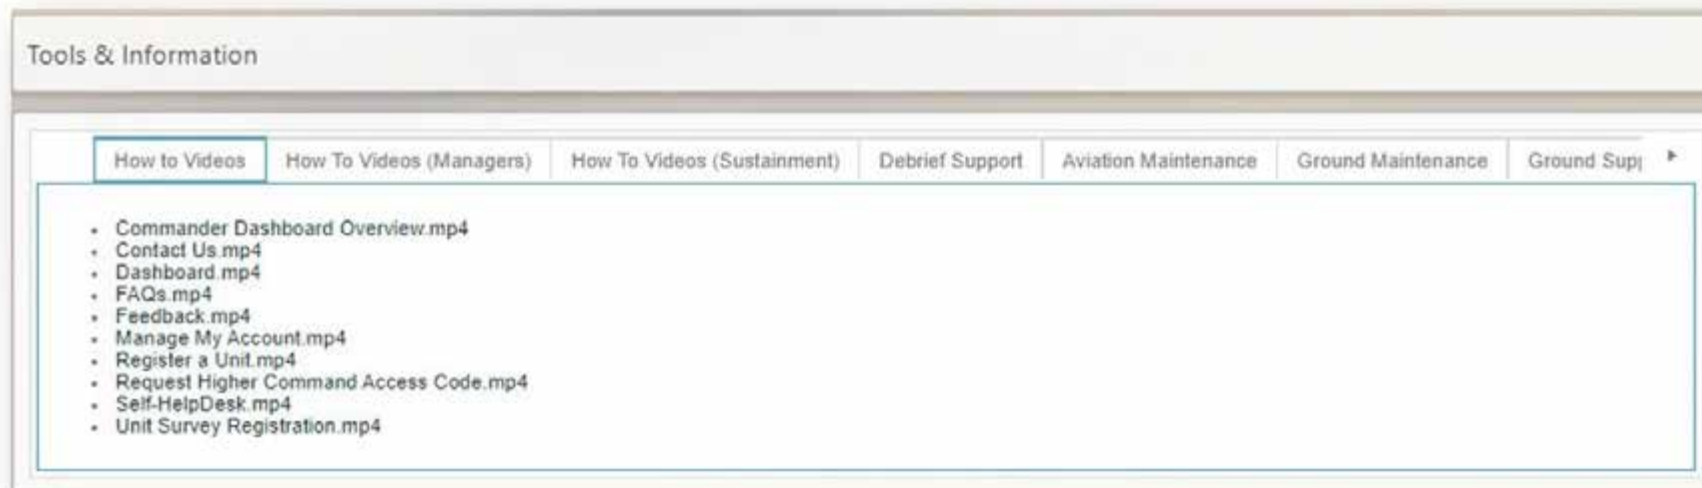 Tools & Information
How to Videos How To Videos (Managers) How To Videos (Sustainment) Debrief Support Aviation Maintenance Ground Maintenance Ground Supp
Commander Dashboard Overview.mp4
Contact Us.mp4
Dashboard.mp4
FAQs.mp4
Feedback.mp4
Manage My Account.mp4
Register a Unit.mp4
Request Higher Command Access Code.mp4
Self-HelpDesk.mp4
Unit Survey Registration.mp4